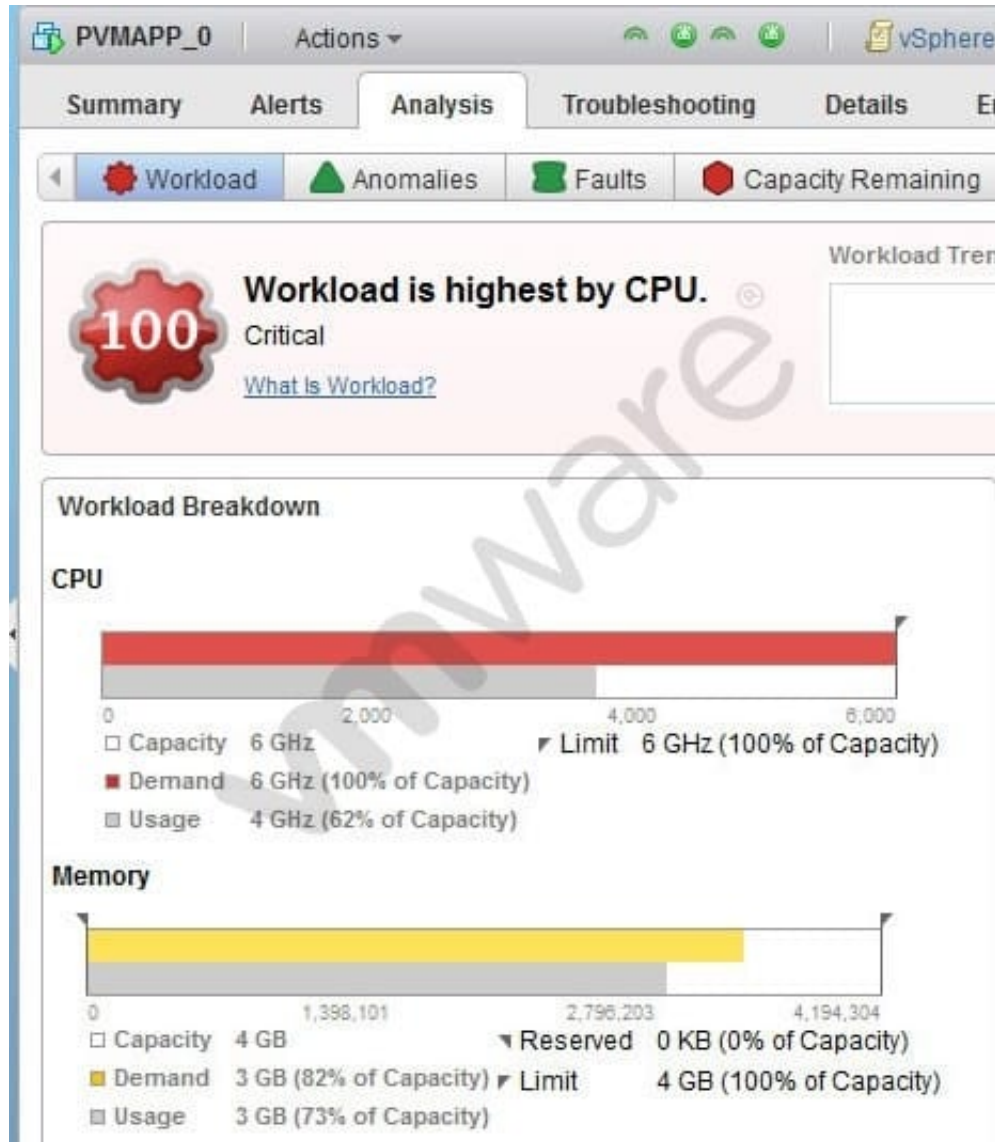 PVMAPP_0 Actions vSphere
Summary Alerts Analysis Troubleshooting Details
Workload Anomalies Faults Capacity Remaining
Workload Tren
100
Workload is highest by CPU.
Critical
What Is Workload?
vmware
Workload Breakdown
CPU
0 2,000 4,000 6,000
Capacity 6 GHz Limit 6 GHz (100% of Capacity)
Demand 6 GHz (100% of Capacity)
Usage 4 GHz (62% of Capacity)
Memory
0 1,398,101 2,796,203 4,194,304
Capacity 4 GB Reserved 0 KB (0% of Capacity)
Demand 3 GB (82% of Capacity) Limit 4 GB (100% of Capacity)
Usage 3 GB (73% of Capacity)